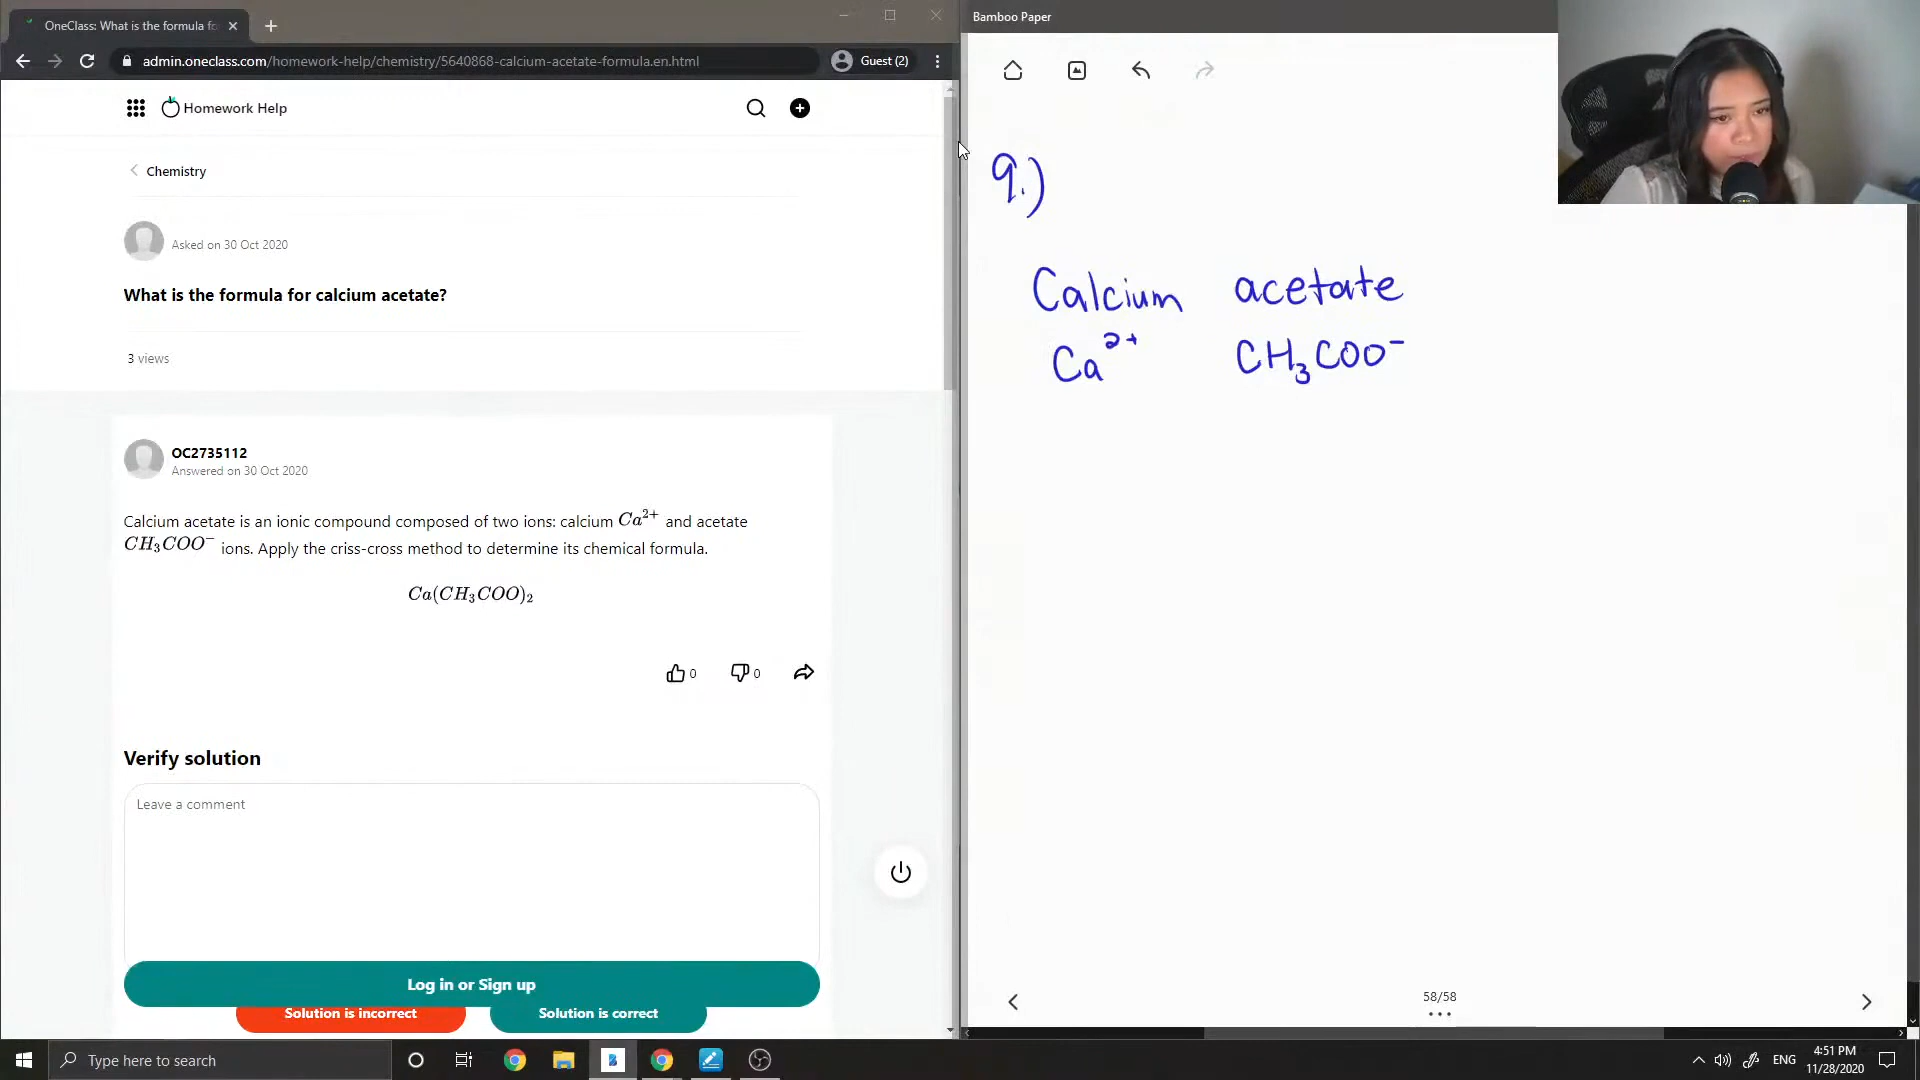 OneClass: What is the formula fo
admin.oneclass.com/homework-help/chemistry/5640868-calcium-acetate-formula.en.html
Guest (2)
Homework Help
Chemistry
Asked on 30 Oct 2020
What is the formula for calcium acetate?
3 views
OC2735112
Answered on 30 Oct 2020
Calcium acetate is an ionic compound composed of two ions: calcium Ca²⁺ and acetate
CH₃COO⁻ ions. Apply the criss-cross method to determine its chemical formula.
Ca(CH₃COO)₂
0 0
Verify solution
Leave a comment
Log in or Sign up
Solution is incorrect Solution is correct
Bamboo Paper
9.)
Calcium acetate
Ca²⁺ CH₃COO⁻
58/58
Type here to search
ENG
4:51 PM
11/28/2020